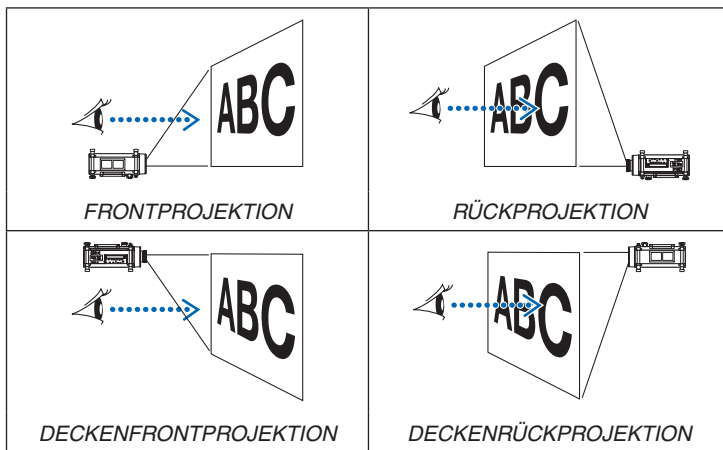 ABC
FRONTPROJEKTION
ABC
RÜCKPROJEKTION
ABC
DECKENFRONTPROJEKTION
ABC
DECKENRÜCKPROJEKTION